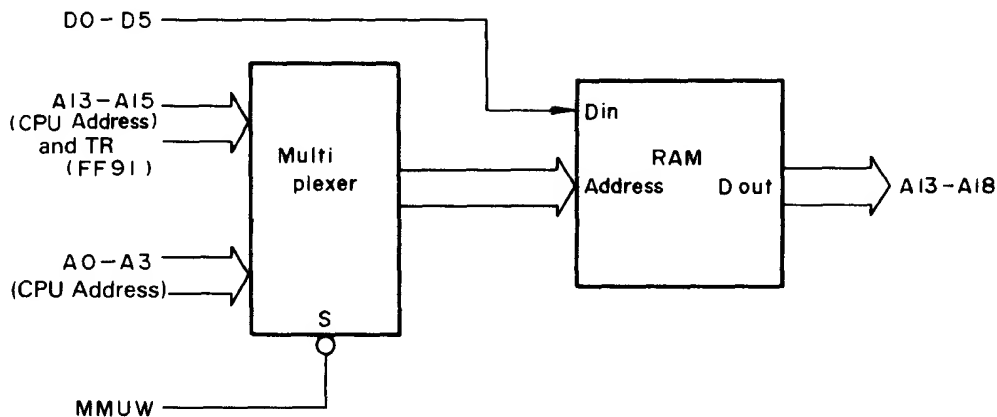 D0-D5
A13-A15
(CPU Address)
and TR
(FF91)
A0-A3
(CPU Address)
Multi
plexer
S
MMUW
Din
RAM
Address
D out
A13-A18